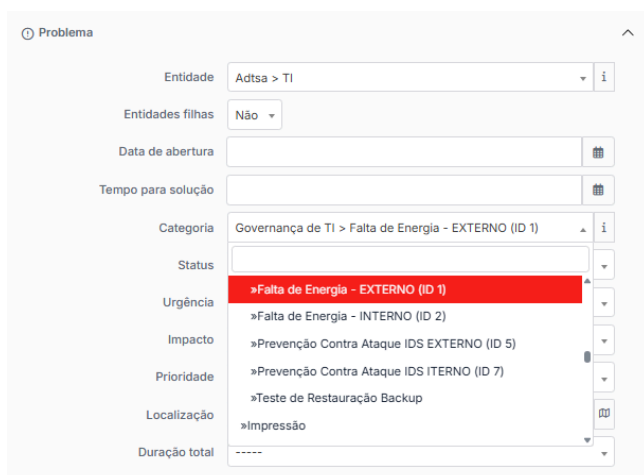 Problema
Entidade Adtsa > TI i
Entidades filhas Não
Data de abertura
Tempo para solução
Categoria Governança de TI > Falta de Energia - EXTERNO (ID 1) i
Status
»Falta de Energia - EXTERNO (ID 1)
Urgência
»Falta de Energia - INTERNO (ID 2)
Impacto
»Prevenção Contra Ataque IDS EXTERNO (ID 5)
Prioridade
»Prevenção Contra Ataque IDS ITERNO (ID 7)
»Teste de Restauração Backup
Localização
»Impressão
Duração total -----